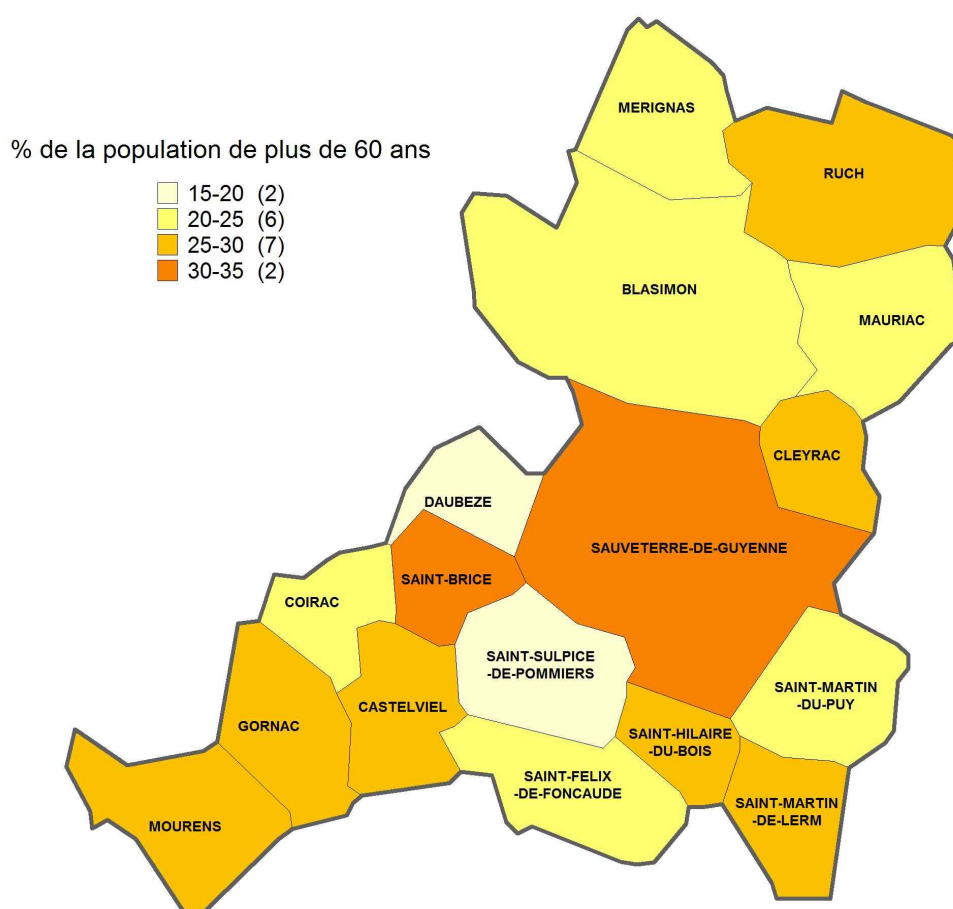 % de la population de plus de 60 ans
15-20 (2)
20-25 (6)
25-30 (7)
30-35 (2)
MERIGNAS
RUCH
BLASIMON
MAURIAC
CLEYRAC
DAUBEZE
SAUVETERRE-DE-GUYENNE
SAINT-BRICE
COIRAC
SAINT-SULPICE
-DE-POMMIERS
SAINT-MARTIN
-DU-PUY
CASTELVIEL
GORNAC
SAINT-HILAIRE
-DU-BOIS
SAINT-FELIX
-DE-FONCAUDE
SAINT-MARTIN
-DE-LERM
MOURENS